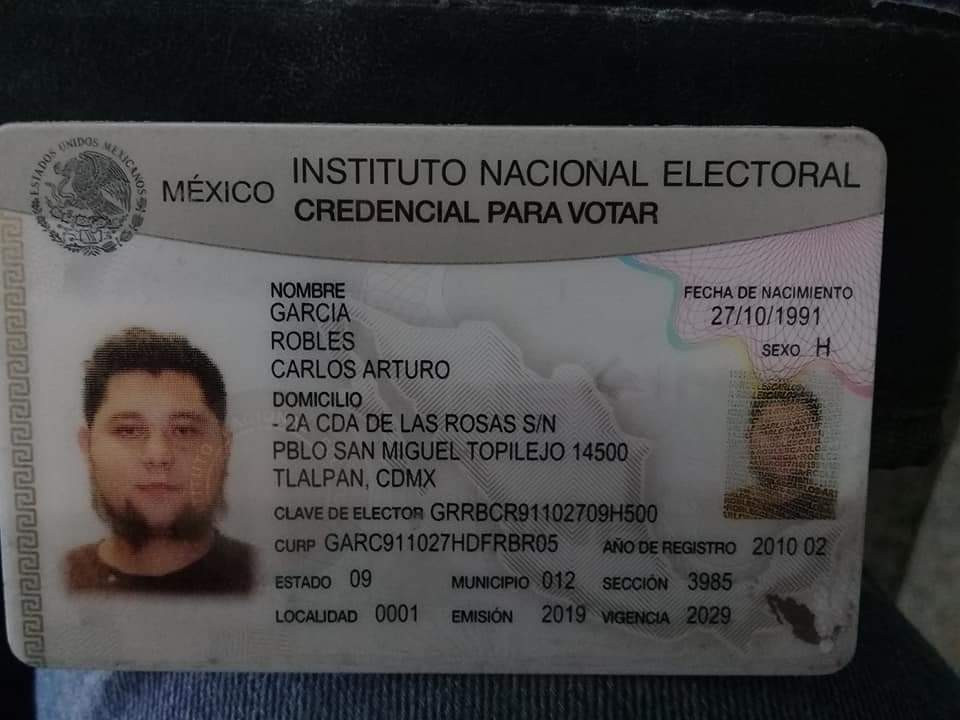 ESTADOS UNIDOS MEXICANOS
MÉXICO
INSTITUTO NACIONAL ELECTORAL
CREDENCIAL PARA VOTAR
NOMBRE
GARCIA
ROBLES
CARLOS ARTURO
FECHA DE NACIMIENTO
27/10/1991
SEXO H
DOMICILIO
- 2A CDA DE LAS ROSAS S/N
PBLO SAN MIGUEL TOPILEJO 14500
TLALPAN, CDMX
CLAVE DE ELECTOR GRRBCR91102709H500
CURP GARC911027HDFRBR05 AÑO DE REGISTRO 2010 02
ESTADO 09 MUNICIPIO 012 SECCIÓN 3985
LOCALIDAD 0001 EMISIÓN 2019 VIGENCIA 2029